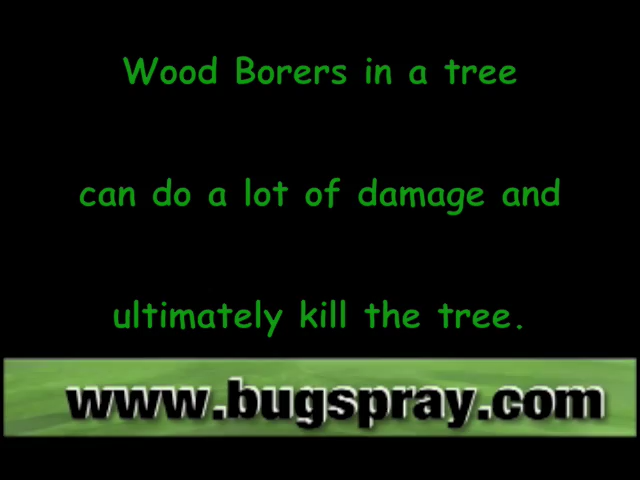 Wood Borers in a tree
can do a lot of damage and
ultimately kill the tree.
www.bugspray.com